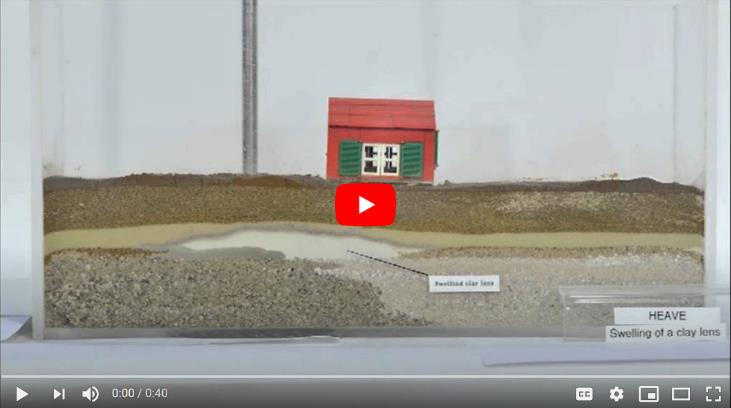 Swelling clay lens
HEAVE
Swelling of a clay lens
0:00 / 0:40
CC